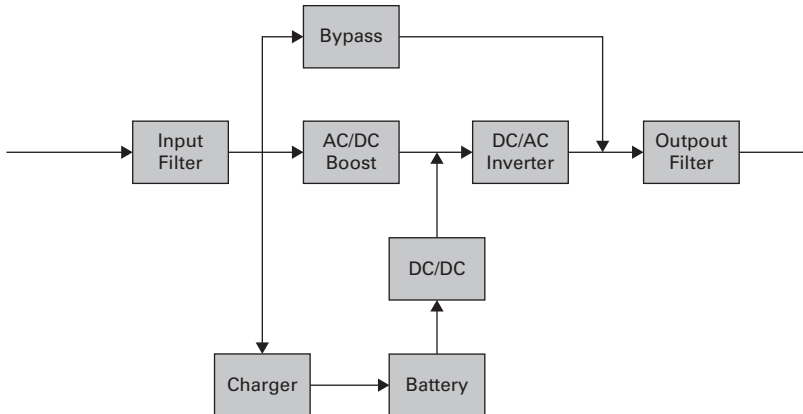 Bypass
Input
Filter
AC/DC
Boost
DC/AC
Inverter
Outpout
Filter
DC/DC
Charger
Battery